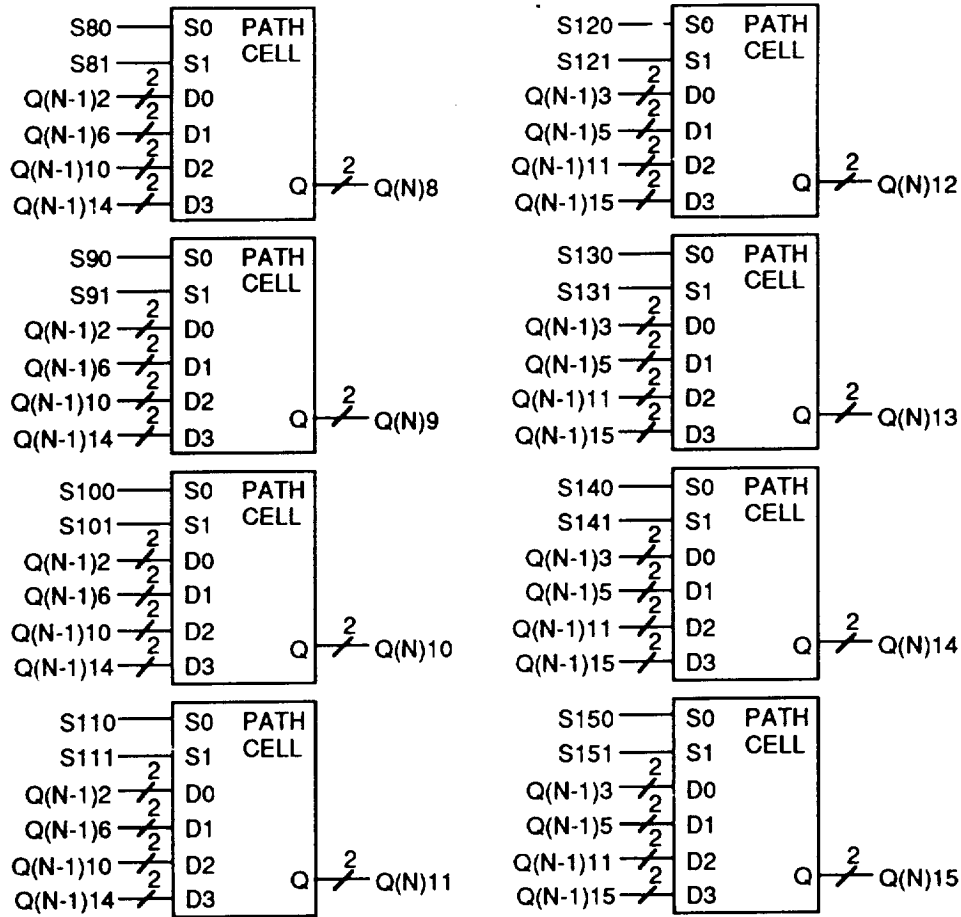 S80 S0 PATH
CELL
S81 S1
2
Q(N-1)2 D0
2
Q(N-1)6 D1
2
Q(N-1)10 D2
2
Q(N-1)14 D3
Q 2 Q(N)8
S90 S0 PATH
CELL
S91 S1
2
Q(N-1)2 D0
2
Q(N-1)6 D1
2
Q(N-1)10 D2
2
Q(N-1)14 D3
Q 2 Q(N)9
S100 S0 PATH
CELL
S101 S1
2
Q(N-1)2 D0
2
Q(N-1)6 D1
2
Q(N-1)10 D2
2
Q(N-1)14 D3
Q 2 Q(N)10
S110 S0 PATH
CELL
S111 S1
2
Q(N-1)2 D0
2
Q(N-1)6 D1
2
Q(N-1)10 D2
2
Q(N-1)14 D3
Q 2 Q(N)11
S120 S0 PATH
CELL
S121 S1
2
Q(N-1)3 D0
2
Q(N-1)5 D1
2
Q(N-1)11 D2
2
Q(N-1)15 D3
Q 2 Q(N)12
S130 S0 PATH
CELL
S131 S1
2
Q(N-1)3 D0
2
Q(N-1)5 D1
2
Q(N-1)11 D2
2
Q(N-1)15 D3
Q 2 Q(N)13
S140 S0 PATH
CELL
S141 S1
2
Q(N-1)3 D0
2
Q(N-1)5 D1
2
Q(N-1)11 D2
2
Q(N-1)15 D3
Q 2 Q(N)14
S150 S0 PATH
CELL
S151 S1
2
Q(N-1)3 D0
2
Q(N-1)5 D1
2
Q(N-1)11 D2
2
Q(N-1)15 D3
Q 2 Q(N)15